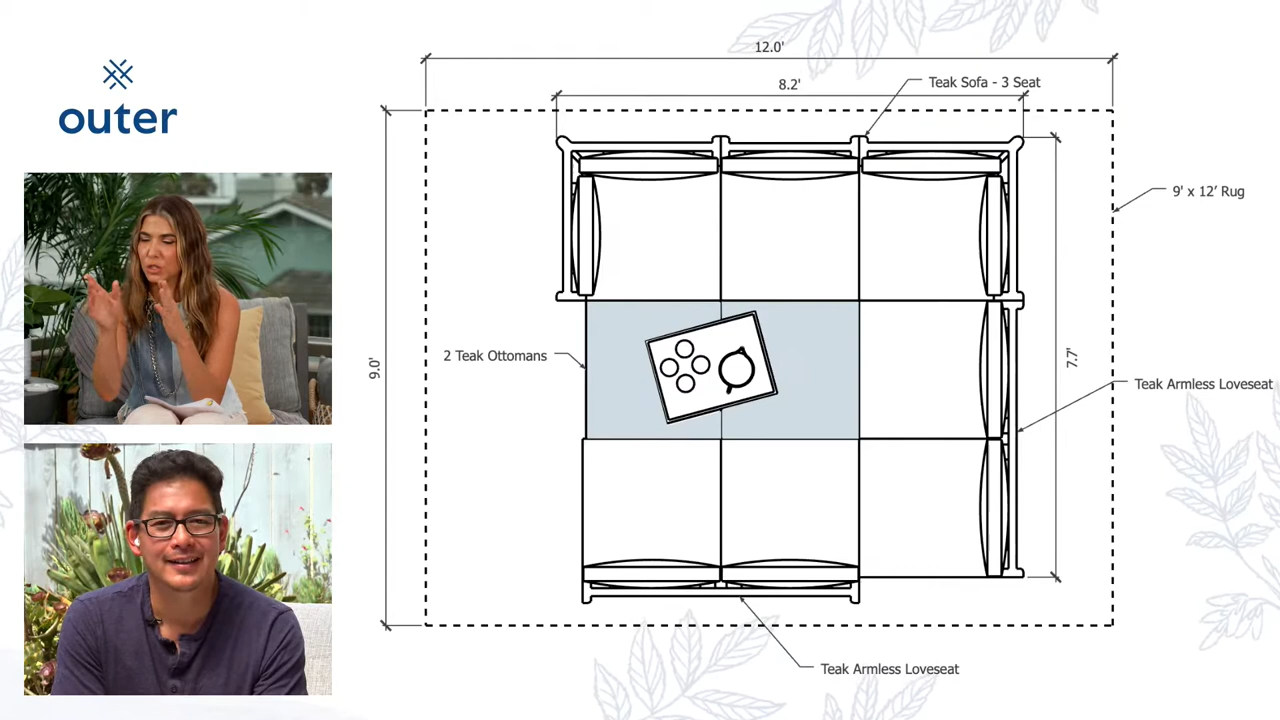 outer
12.0'
8.2'
Teak Sofa - 3 Seat
9' x 12’ Rug
2 Teak Ottomans
9.0'
7.7'
Teak Armless Loveseat
Teak Armless Loveseat